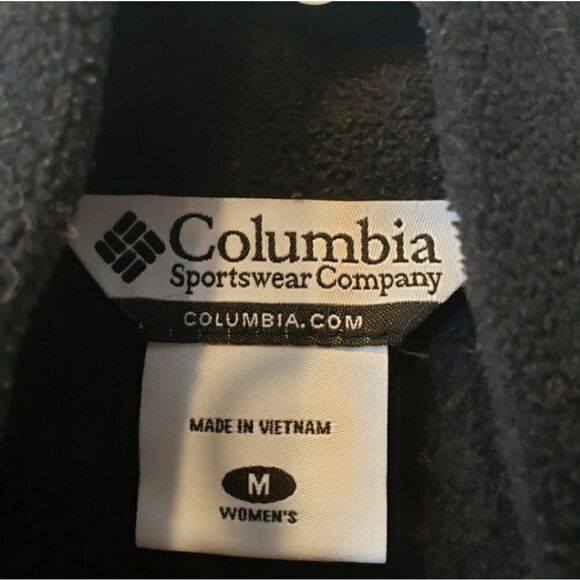 Columbia
Sportswear Company
COLUMBIA.COM
MADE IN VIETNAM
M
WOMEN'S